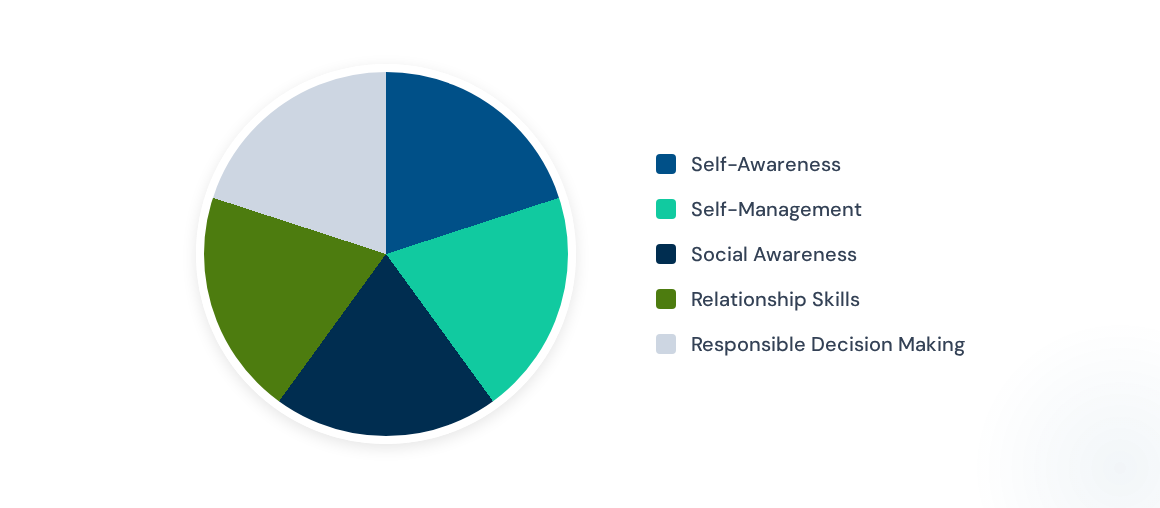 Self-Awareness
Self-Management
Social Awareness
Relationship Skills
Responsible Decision Making